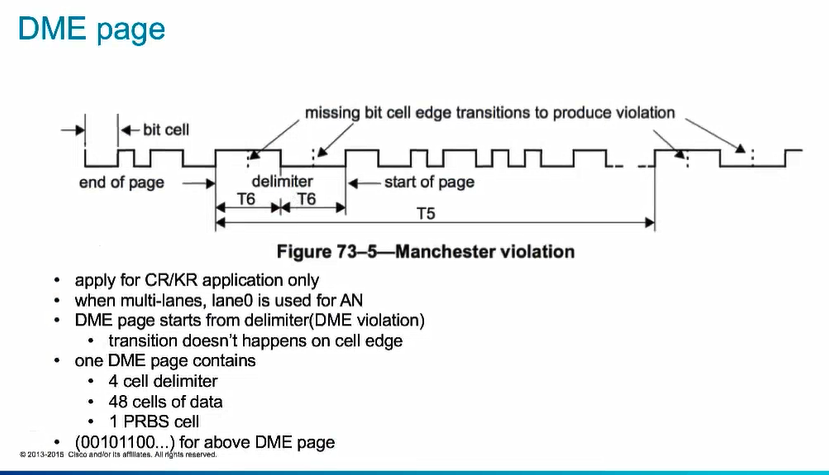 DME page
missing bit cell edge transitions to produce violation
bit cell
end of page
delimiter
start of page
T6
T6
T5
Figure 73–5—Manchester violation
• apply for CR/KR application only
• when multi-lanes, lane0 is used for AN
• DME page starts from delimiter(DME violation)
• transition doesn't happens on cell edge
• one DME page contains
• 4 cell delimiter
• 48 cells of data
• 1 PRBS cell
• (00101100...) for above DME page
© 2013-2015 Cisco and/or its affiliates. All rights reserved.